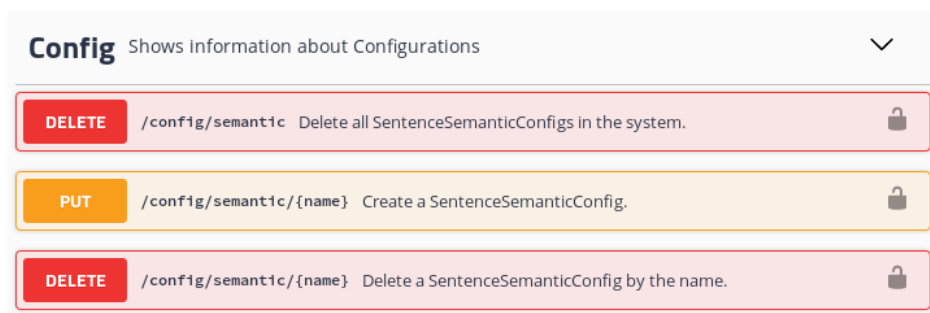 Config Shows information about Configurations
DELETE /config/semantic Delete all SentenceSemanticConfigs in the system.
PUT /config/semantic/{name} Create a SentenceSemanticConfig.
DELETE /config/semantic/{name} Delete a SentenceSemanticConfig by the name.